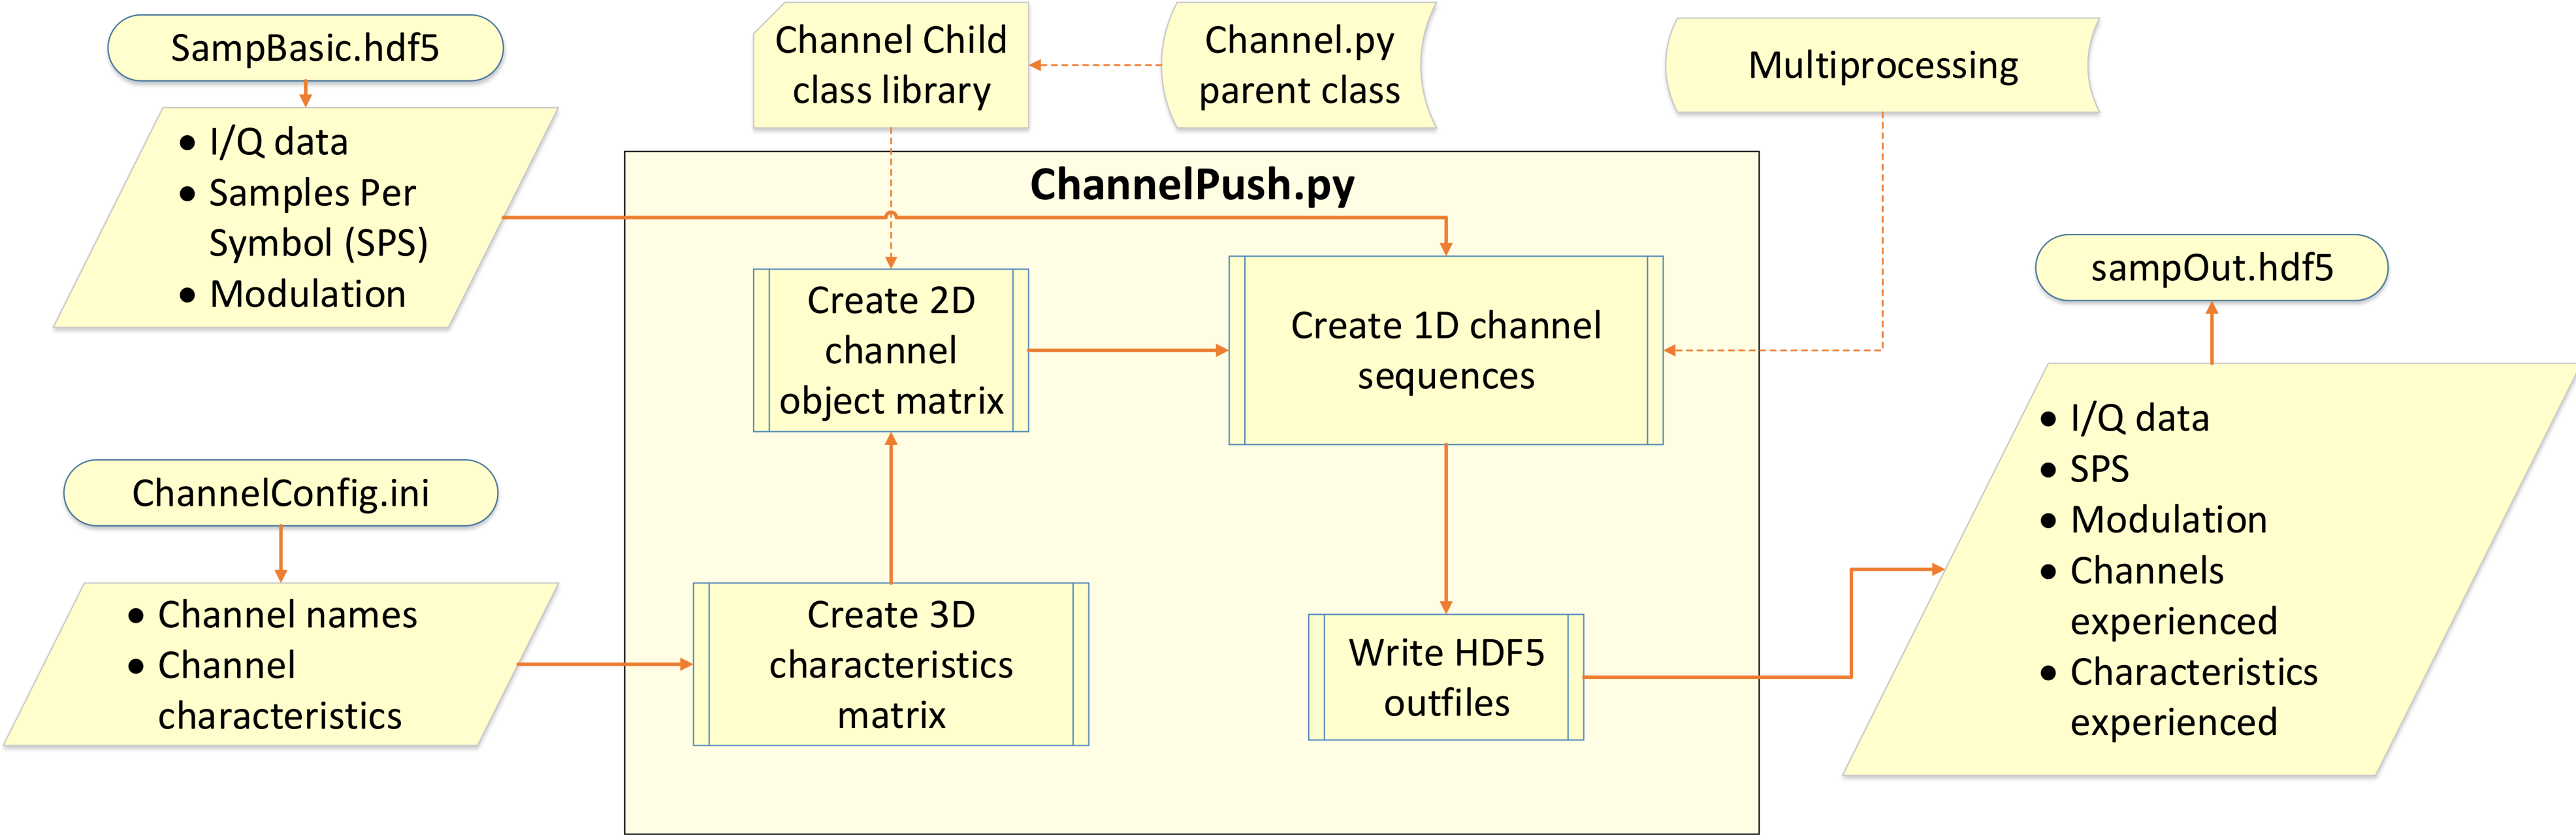 SampBasic.hdf5
• I/Q data
• Samples Per
Symbol (SPS)
• Modulation
ChannelConfig.ini
• Channel names
• Channel
characteristics
Channel Child
class library
Channel.py
parent class
Multiprocessing
ChannelPush.py
Create 2D
channel
object matrix
Create 1D channel
sequences
Create 3D
characteristics
matrix
Write HDF5
outfiles
sampOut.hdf5
• I/Q data
• SPS
• Modulation
• Channels
experienced
• Characteristics
experienced